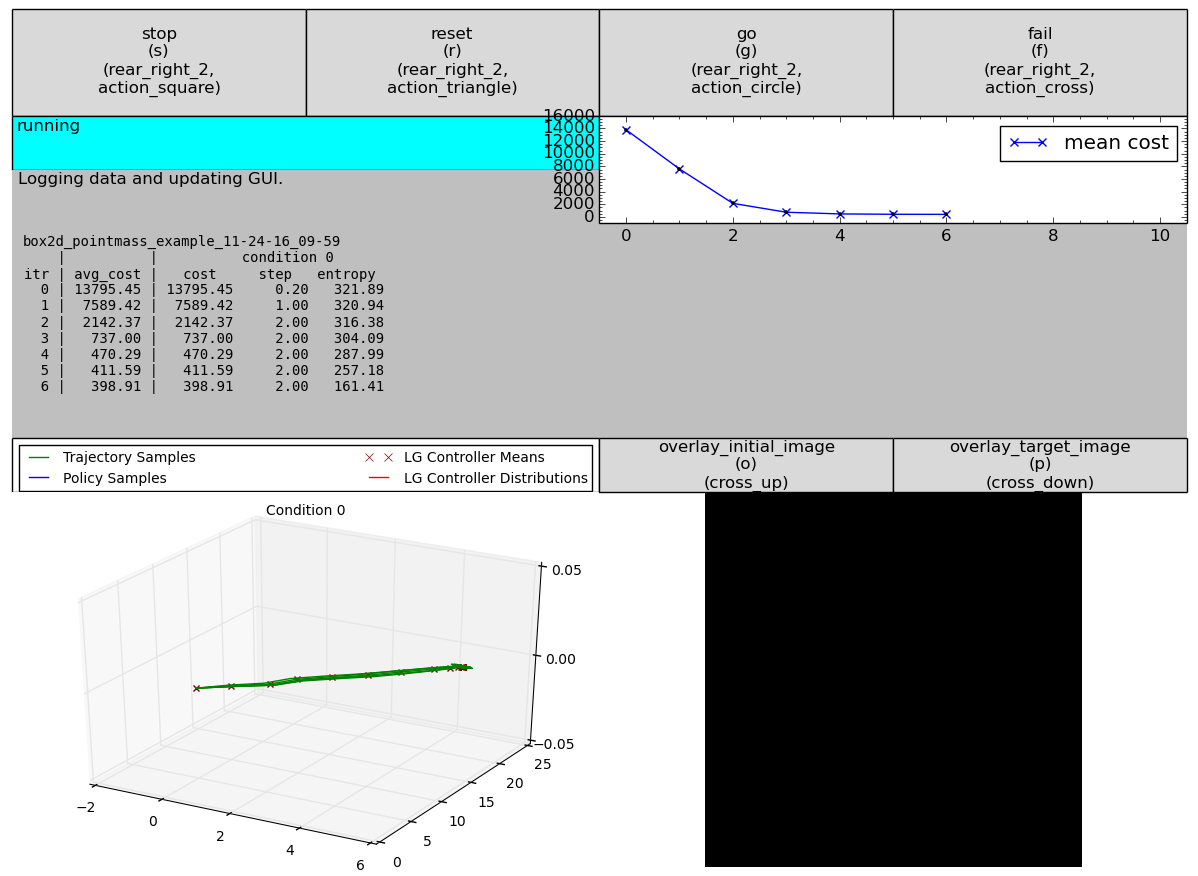 stop
(s)
(rear_right_2,
action_square)
reset
(r)
(rear_right_2,
action_triangle)
go
(g)
(rear_right_2,
action_circle)
fail
(f)
(rear_right_2,
action_cross)
running
16000
14000
12000
10000
8000
6000
4000
2000
0
mean cost
0 2 4 6 8 10
Logging data and updating GUI.
box2d_pointmass_example_11-24-16_09-59
| | condition 0
itr | avg_cost | cost step entropy
0 | 13795.45 | 13795.45 0.20 321.89
1 | 7589.42 | 7589.42 1.00 320.94
2 | 2142.37 | 2142.37 2.00 316.38
3 | 737.00 | 737.00 2.00 304.09
4 | 470.29 | 470.29 2.00 287.99
5 | 411.59 | 411.59 2.00 257.18
6 | 398.91 | 398.91 2.00 161.41
Trajectory Samples
Policy Samples
LG Controller Means
LG Controller Distributions
overlay_initial_image
(o)
(cross_up)
overlay_target_image
(p)
(cross_down)
Condition 0
0.05
0.00
−0.05
−2 0 2 4 6
0 5 10 15 20 25